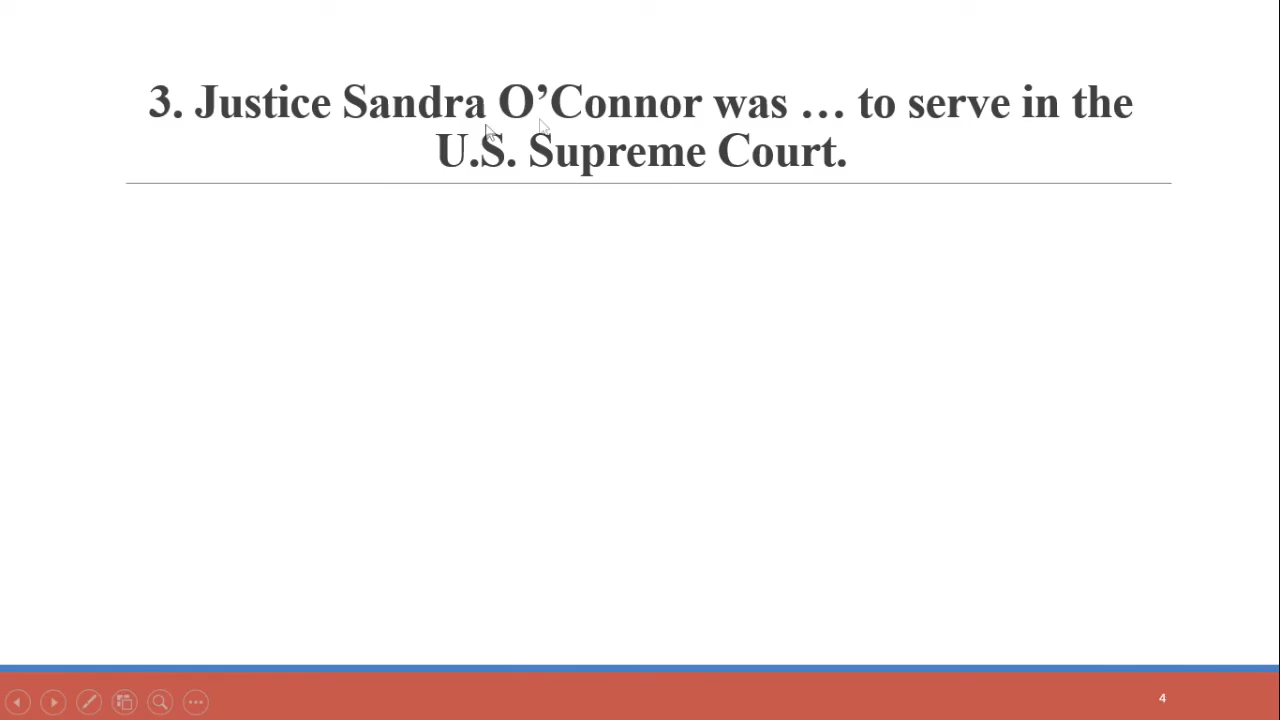 3. Justice Sandra O’Connor was … to serve in the
U.S. Supreme Court.
4